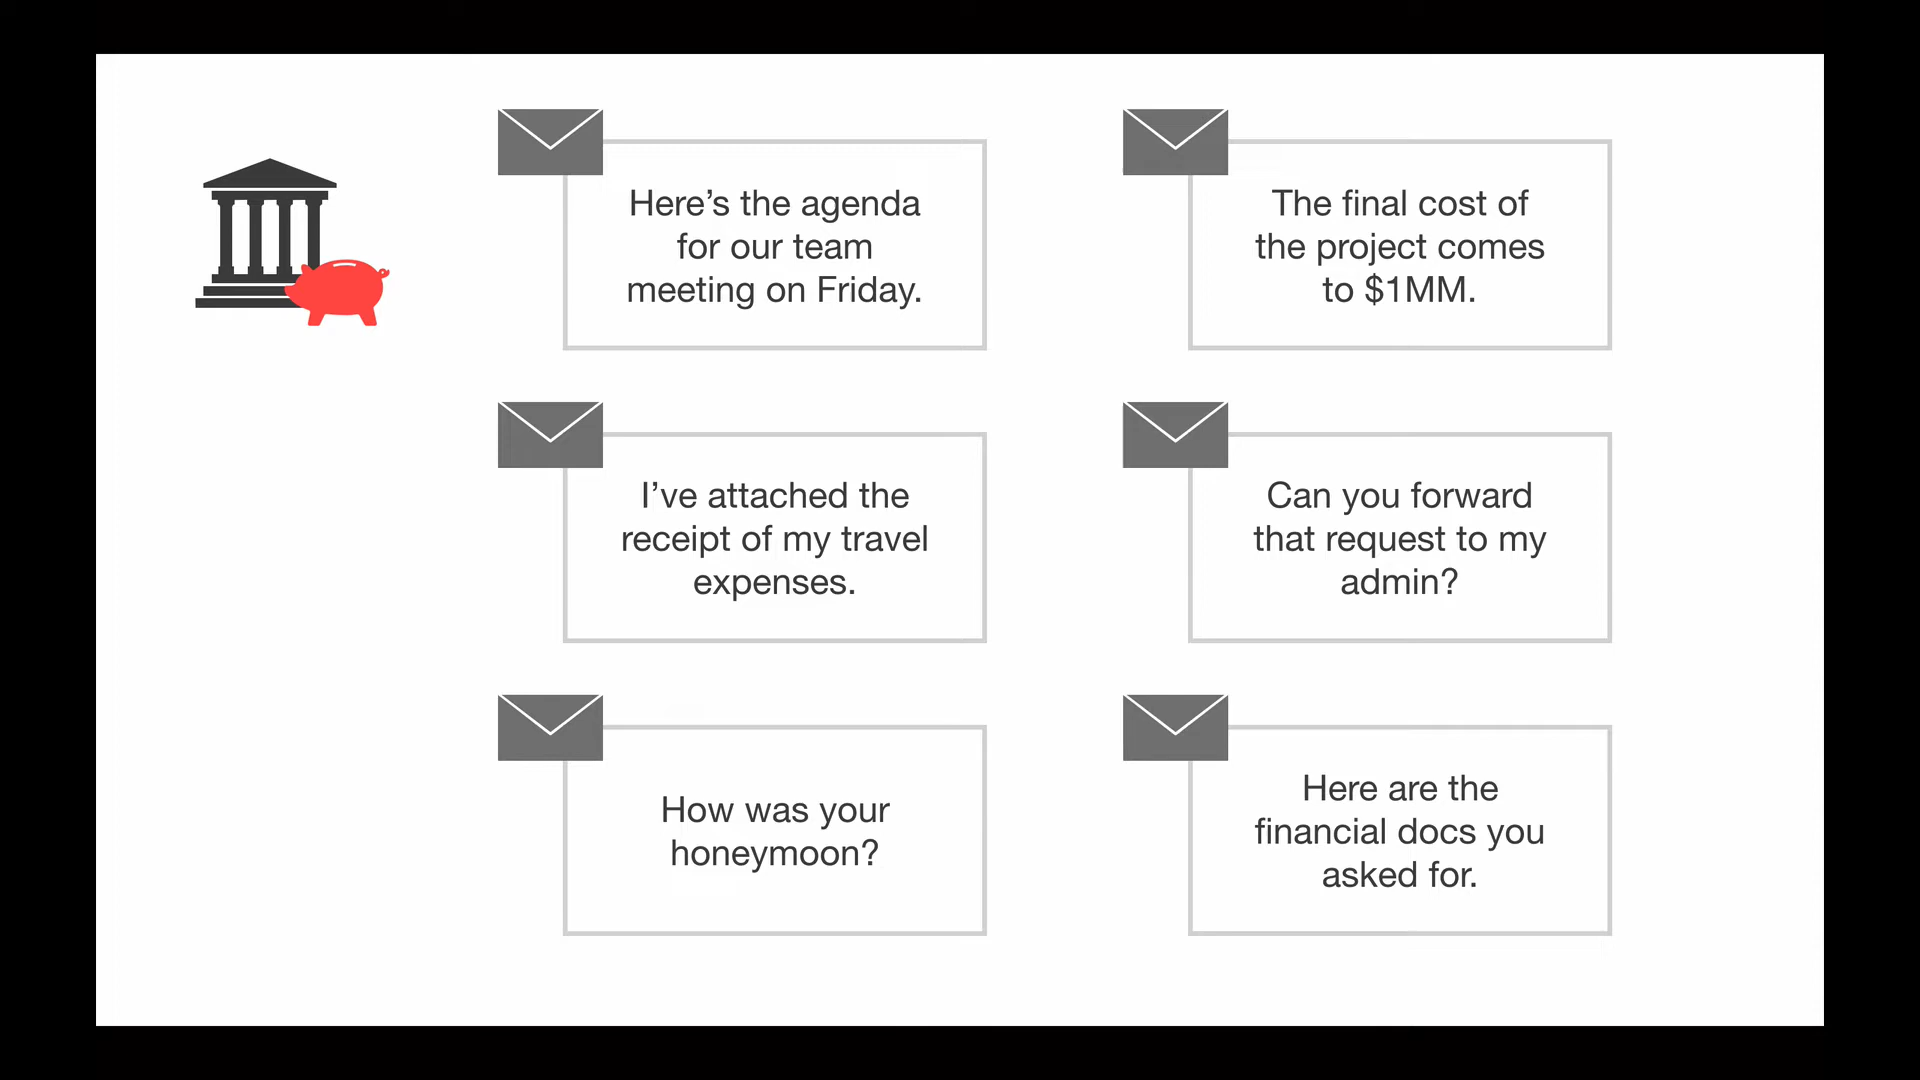 Here’s the agenda
for our team
meeting on Friday.
The final cost of
the project comes
to $1MM.
I’ve attached the
receipt of my travel
expenses.
Can you forward
that request to my
admin?
How was your
honeymoon?
Here are the
financial docs you
asked for.